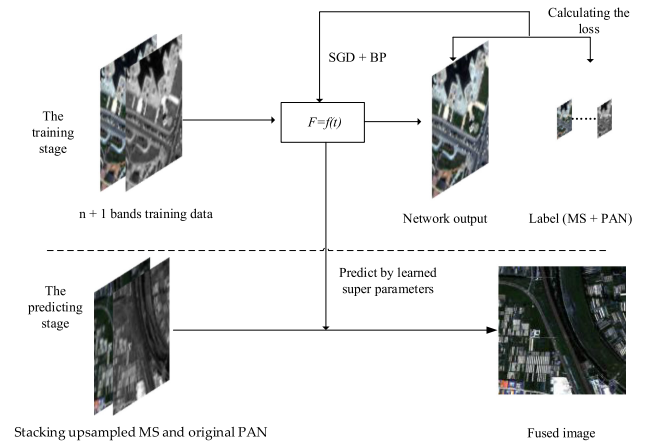 Calculating the
loss
SGD + BP
The
training
stage
F=f(t)
n + 1 bands training data
Network output
Label (MS + PAN)
The
predicting
stage
Predict by learned
super parameters
Stacking upsampled MS and original PAN
Fused image